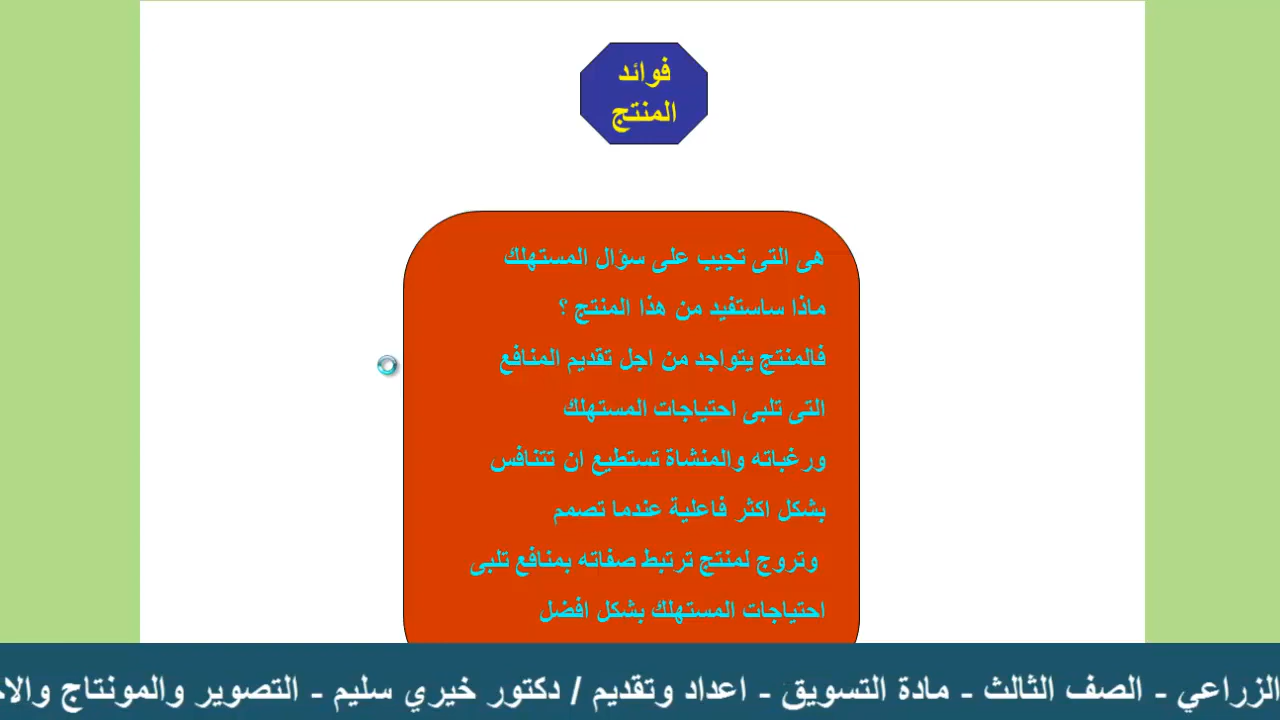 فوائد
المنتج
هى التى تجيب على سؤال المستهلك
ماذا ساستفيد من هذا المنتج ؟
فالمنتج يتواجد من اجل تقديم المنافع
التى تلبى احتياجات المستهلك
ورغباته والمنشاة تستطيع ان تتنافس
بشكل اكثر فاعلية عندما تصمم
وتروج لمنتج ترتبط صفاته بمنافع تلبى
احتياجات المستهلك بشكل افضل
الزراعي - الصف الثالث - مادة التسويق - اعداد وتقديم / دكتور خيري سليم - التصوير والمونتاج